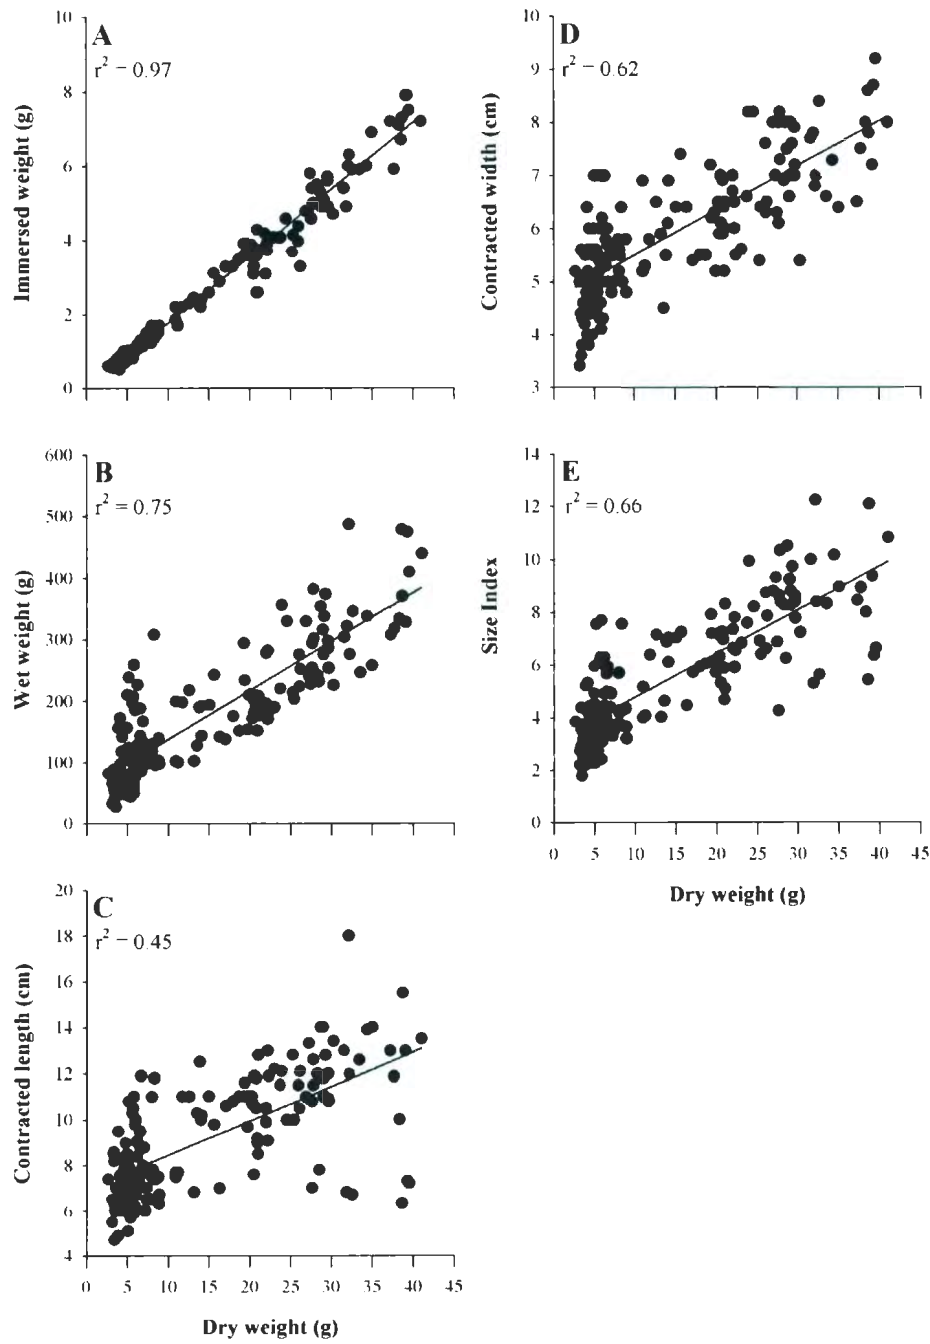 A
r² = 0.97
Immersed weight (g)
10
8
6
4
2
0
B
r² = 0.75
Wet weight (g)
600
500
400
300
200
100
0
C
r² = 0.45
Contracted length (cm)
20
18
16
14
12
10
8
6
4
0 5 10 15 20 25 30 35 40 45
Dry weight (g)
D
r² = 0.62
Contracted width (cm)
10
9
8
7
6
5
4
3
E
r² = 0.66
Size Index
14
12
10
8
6
4
2
0
0 5 10 15 20 25 30 35 40 45
Dry weight (g)